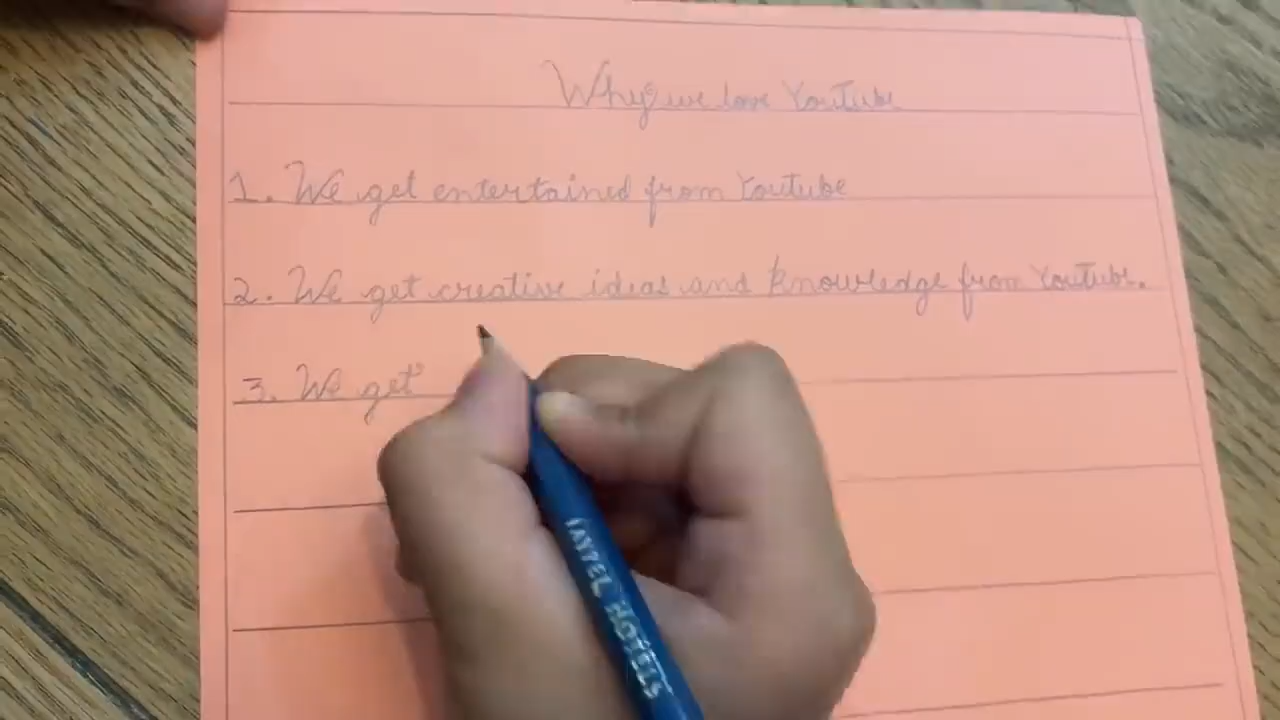 Why we love YouTube
1. We get entertained from Youtube
2. We get creative ideas and knowledge from Youtube.
3. We get
HOTELS